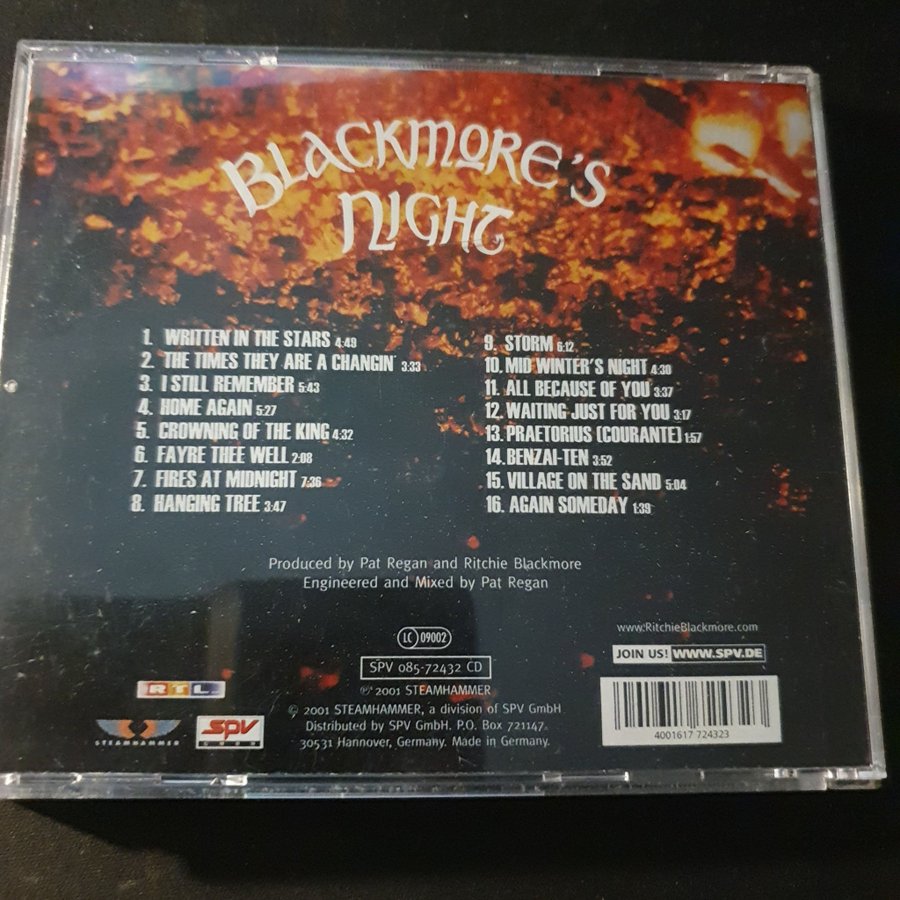 BLACKMORE'S
NIGHT
1. WRITTEN IN THE STARS 4:49
2. THE TIMES THEY ARE A CHANGIN' 3:33
3. I STILL REMEMBER 5:43
4. HOME AGAIN 5:27
5. CROWNING OF THE KING 4:32
6. FAYRE THEE WELL 2:08
7. FIRES AT MIDNIGHT 7:36
8. HANGING TREE 3:47
9. STORM 6:12
10. MID WINTER'S NIGHT 4:30
11. ALL BECAUSE OF YOU 3:37
12. WAITING JUST FOR YOU 3:17
13. PRAETORIUS (COURANTE) 1:57
14. BENZAI-TEN 3:52
15. VILLAGE ON THE SAND 5:04
16. AGAIN SOMEDAY 1:39
Produced by Pat Regan and Ritchie Blackmore
Engineered and Mixed by Pat Regan
LC 09002
SPV 085-72432 CD
℗ 2001 STEAMHAMMER
© 2001 STEAMHAMMER, a division of SPV GmbH
Distributed by SPV GmbH. P.O. Box 721147.
30531 Hannover, Germany. Made in Germany.
RTL
STEAMHAMMER
SPV
www.RitchieBlackmore.com
JOIN US! WWW.SPV.DE
4001617 724323